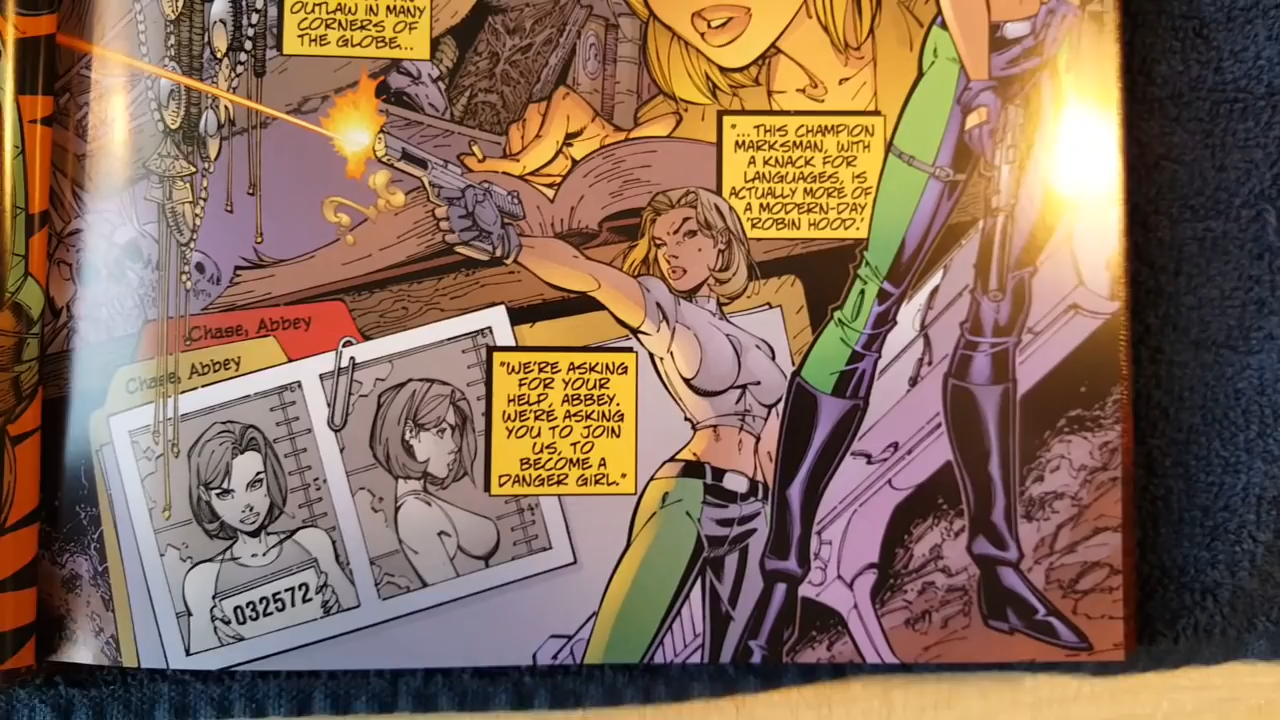 OUTLAW IN MANY
CORNERS OF
THE GLOBE...
"...THIS CHAMPION
MARKSMAN, WITH
A KNACK FOR
LANGUAGES, IS
ACTUALLY MORE OF
A MODERN-DAY
'ROBIN HOOD.'
Chase, Abbey
Chase, Abbey
"WE'RE ASKING
FOR YOUR
HELP, ABBEY.
WE'RE ASKING
YOU TO JOIN
US, TO
BECOME A
DANGER GIRL."
032572